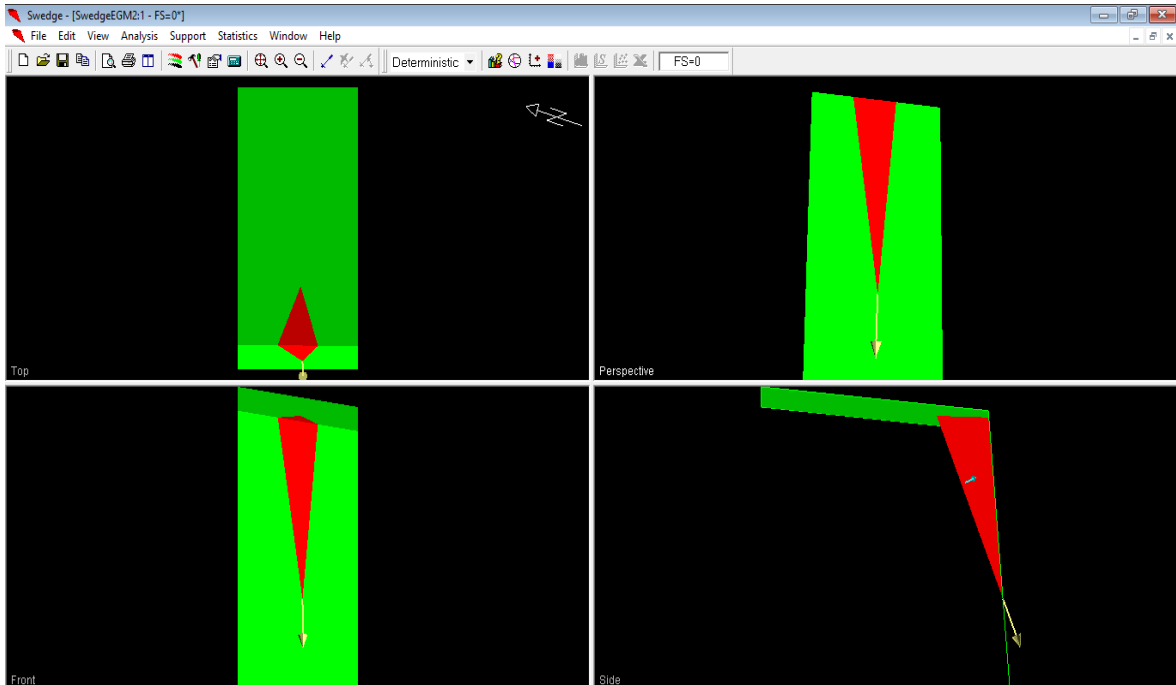 Swedge - [SwedgeEGM2:1 - FS=0*]
File Edit View Analysis Support Statistics Window Help
Deterministic FS=0
Top
Perspective
Front
Side